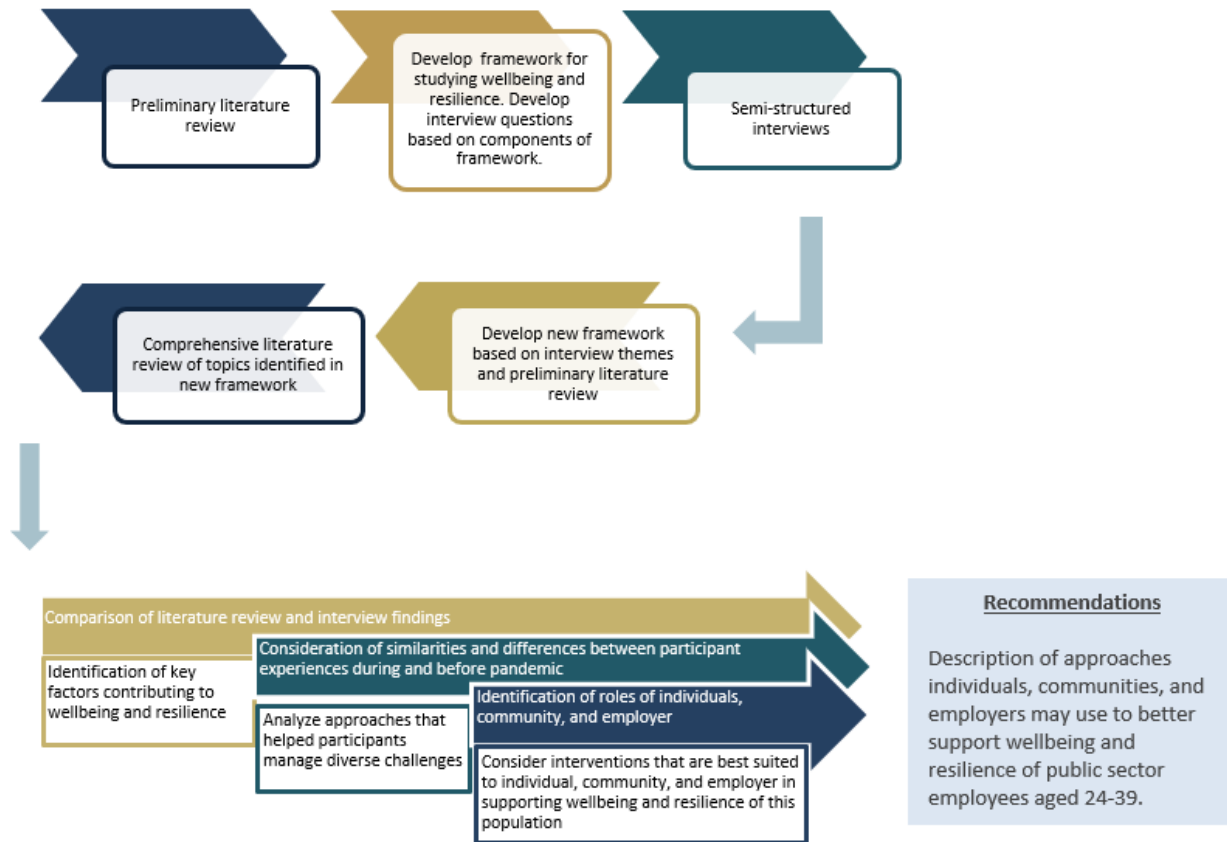 Preliminary literature
review
Develop framework for
studying wellbeing and
resilience. Develop
interview questions
based on components of
framework.
Semi-structured
interviews
Develop new framework
based on interview themes
and preliminary literature
review
Comprehensive literature
review of topics identified in
new framework
Comparison of literature review and interview findings
Identification of key
factors contributing to
wellbeing and resilience
Consideration of similarities and differences between participant
experiences during and before pandemic
Analyze approaches that
helped participants
manage diverse challenges
Identification of roles of individuals,
community, and employer
Consider interventions that are best suited
to individual, community, and employer in
supporting wellbeing and resilience of this
population
Recommendations
Description of approaches
individuals, communities, and
employers may use to better
support wellbeing and
resilience of public sector
employees aged 24-39.